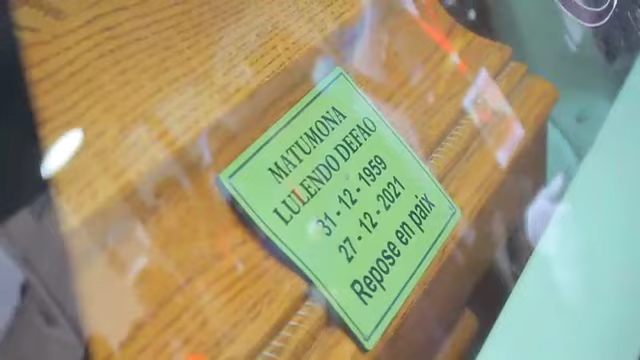 MATUMONA
LULENDO DEFAO
31 - 12 - 1959
27 - 12 - 2021
Repose en paix